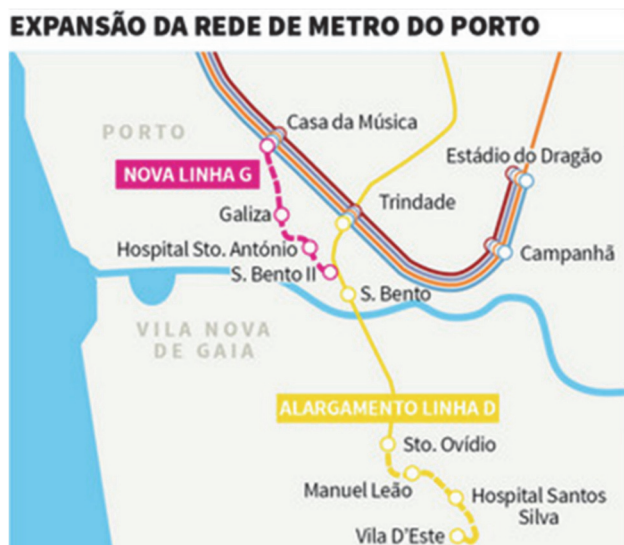 EXPANSÃO DA REDE DE METRO DO PORTO
Casa da Música
PORTO
Estádio do Dragão
NOVA LINHA G
Trindade
Galiza
Hospital Sto. António
Campanhã
S. Bento II
S. Bento
VILA NOVA
DE GAIA
ALARGAMENTO LINHA D
Sto. Ovídio
Manuel Leão
Hospital Santos
Silva
Vila D'Este